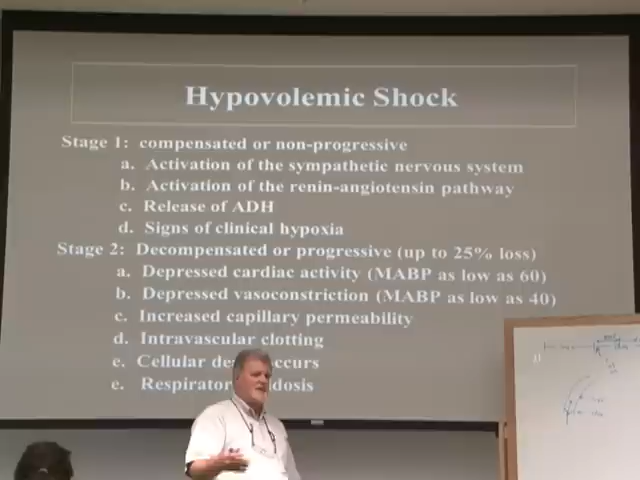 Hypovolemic Shock
Stage 1: compensated or non-progressive
a. Activation of the sympathetic nervous system
b. Activation of the renin-angiotensin pathway
c. Release of ADH
d. Signs of clinical hypoxia
Stage 2: Decompensated or progressive (up to 25% loss)
a. Depressed cardiac activity (MABP as low as 60)
b. Depressed vasoconstriction (MABP as low as 40)
c. Increased capillary permeability
d. Intravascular clotting
e. Cellular de occurs
e. Respirator dosis